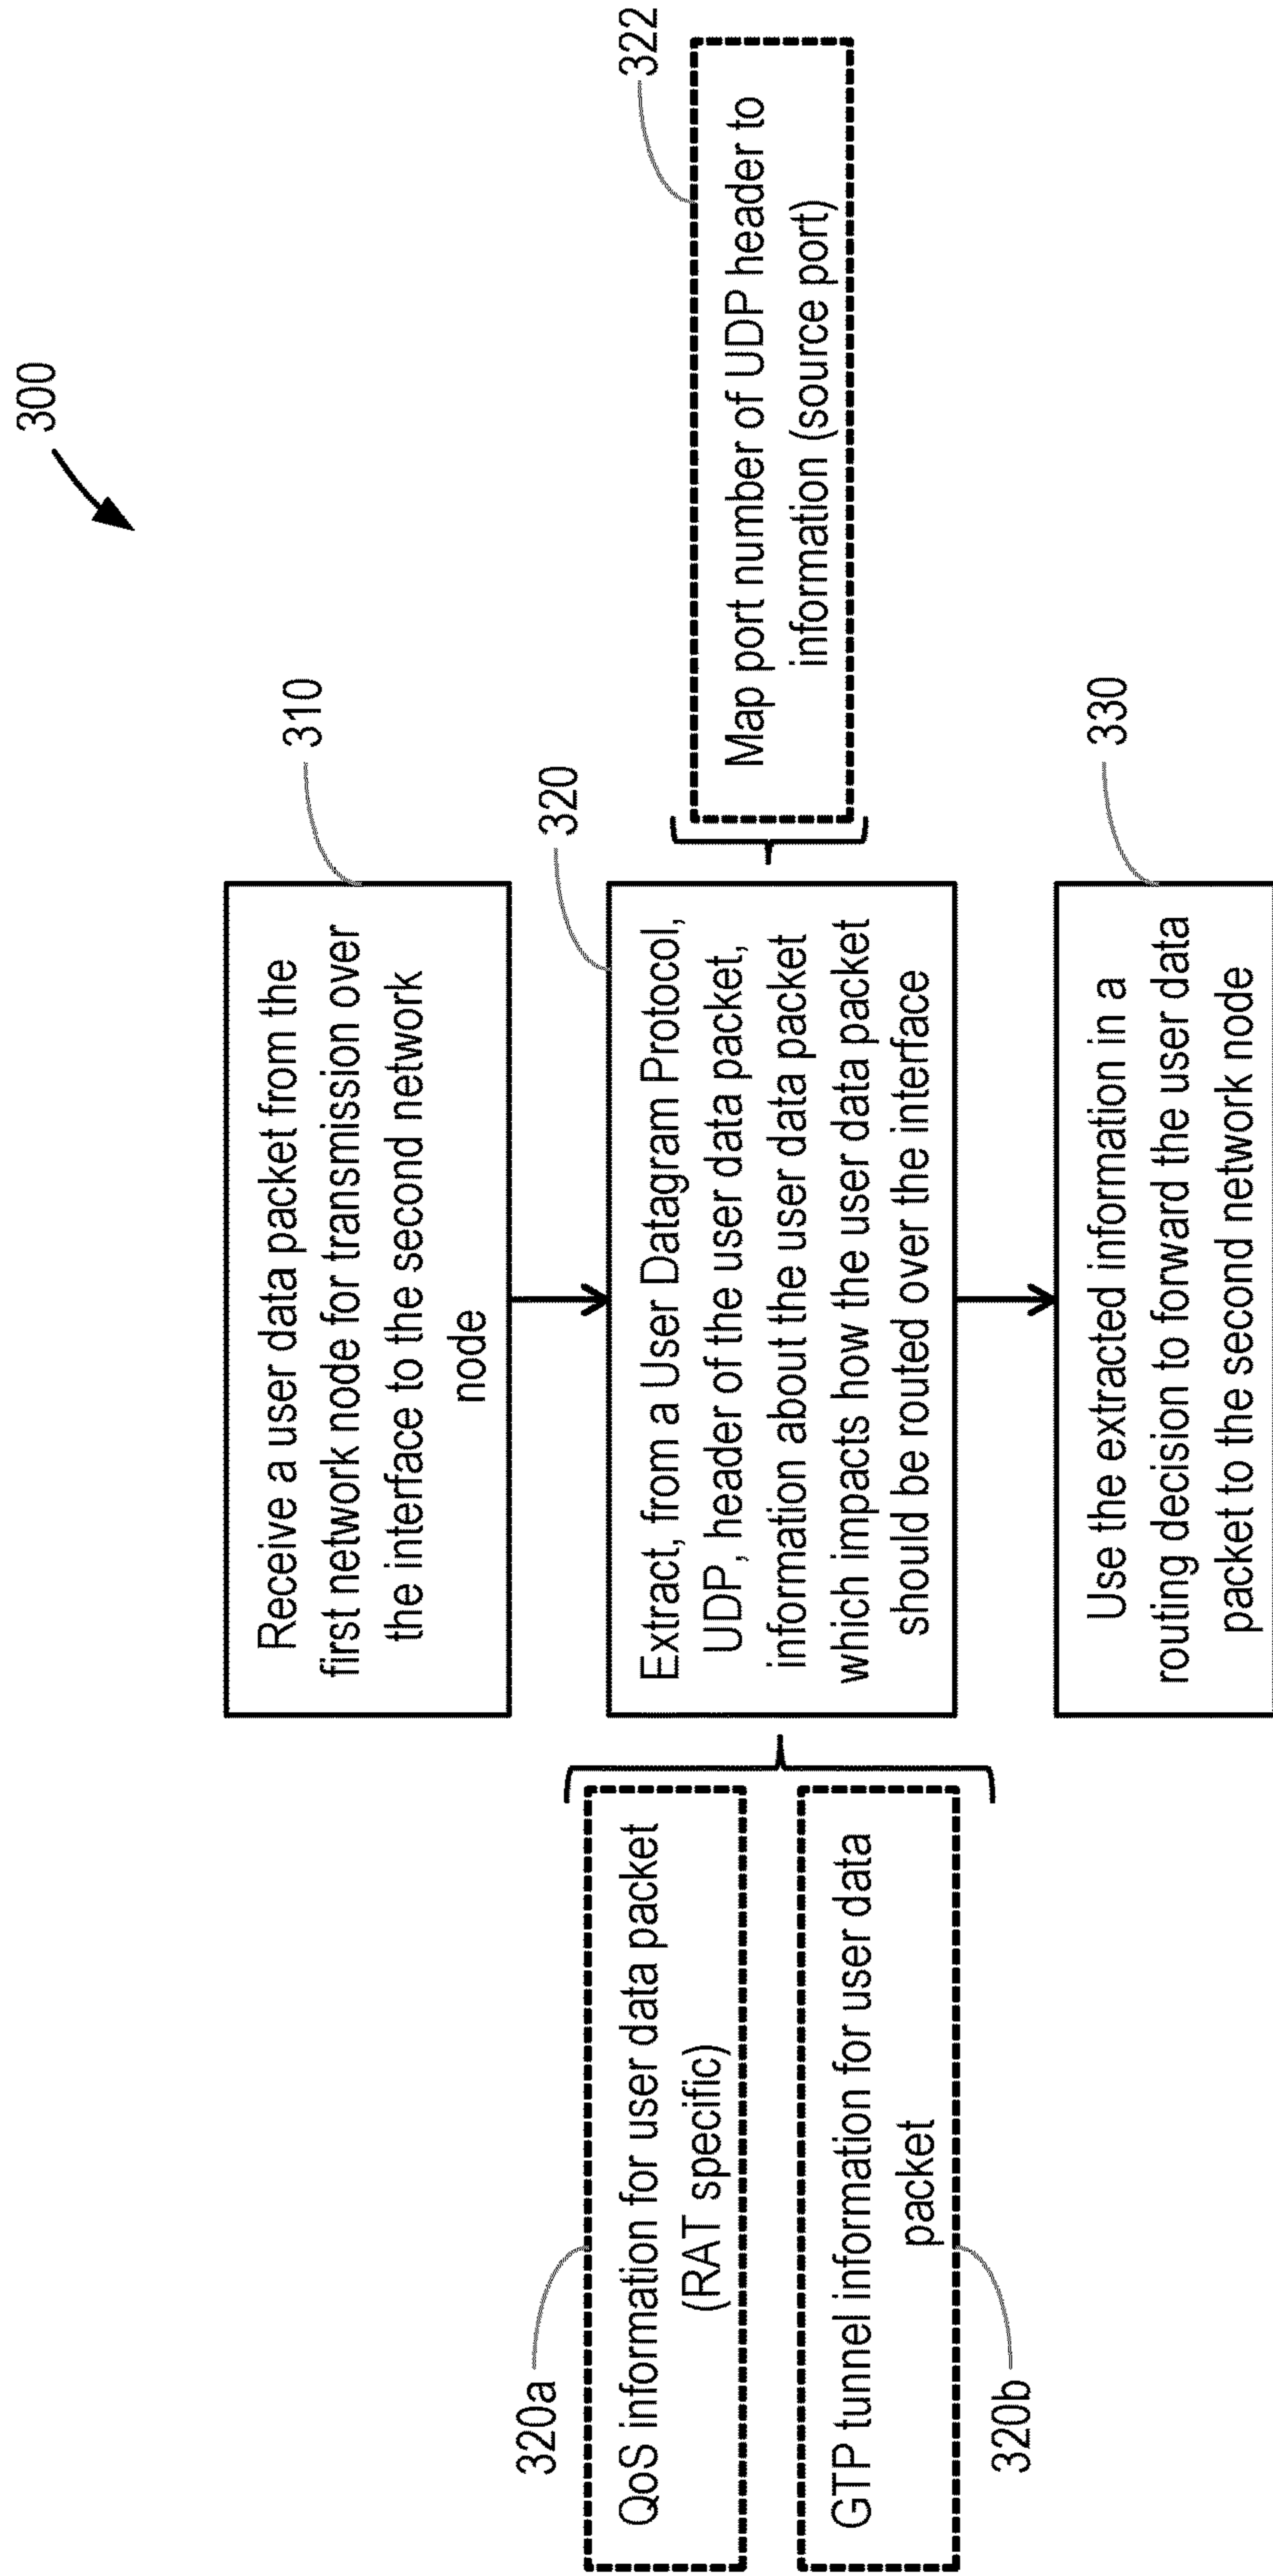 300
310
Receive a user data packet from the
first network node for transmission over
the interface to the second network
node
320a
QoS information for user data packet
(RAT specific)
320b
GTP tunnel information for user data
packet
320
Extract, from a User Datagram Protocol,
UDP, header of the user data packet,
information about the user data packet
which impacts how the user data packet
should be routed over the interface
322
Map port number of UDP header to
information (source port)
330
Use the extracted information in a
routing decision to forward the user data
packet to the second network node